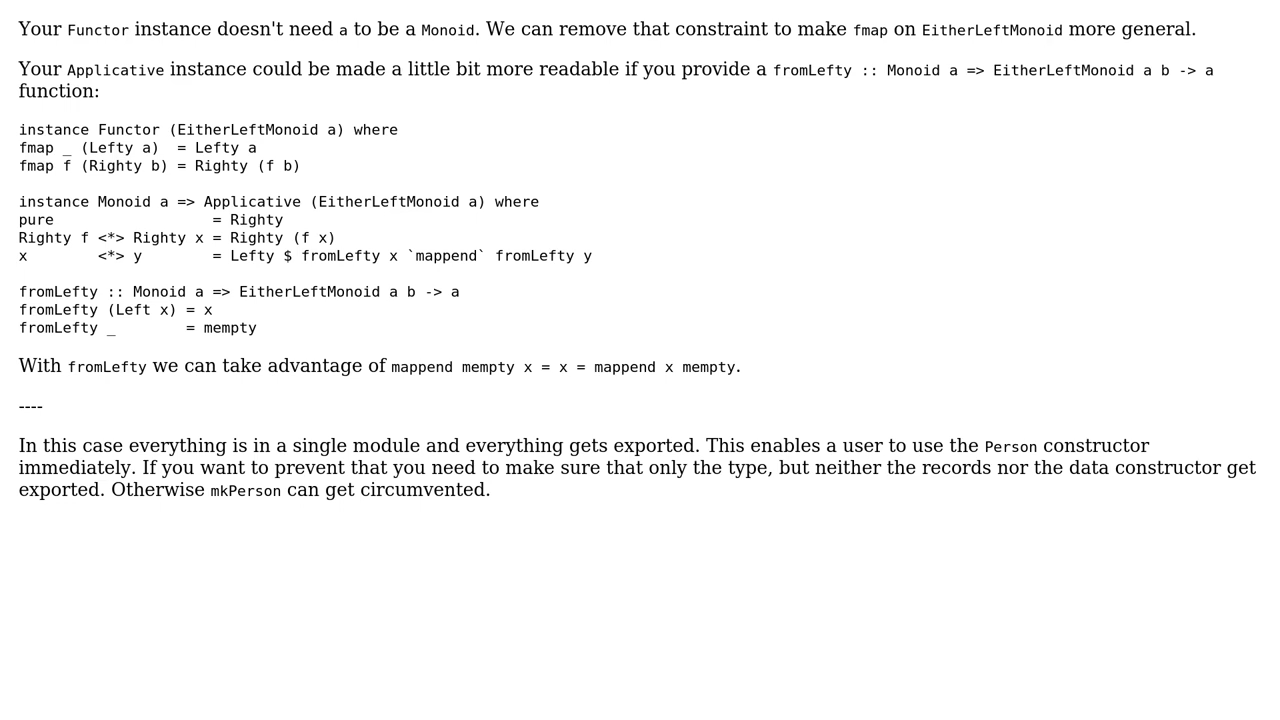 Your Functor instance doesn't need a to be a Monoid. We can remove that constraint to make fmap on EitherLeftMonoid more general.
Your Applicative instance could be made a little bit more readable if you provide a fromLefty :: Monoid a => EitherLeftMonoid a b -> a
function:
instance Functor (EitherLeftMonoid a) where
fmap _ (Lefty a)  = Lefty a
fmap f (Righty b) = Righty (f b)
instance Monoid a => Applicative (EitherLeftMonoid a) where
pure                  = Righty
Righty f <*> Righty x = Righty (f x)
x        <*> y        = Lefty $ fromLefty x `mappend` fromLefty y
fromLefty :: Monoid a => EitherLeftMonoid a b -> a
fromLefty (Left x) = x
fromLefty _        = mempty
With fromLefty we can take advantage of mappend mempty x = x = mappend x mempty.
----
In this case everything is in a single module and everything gets exported. This enables a user to use the Person constructor
immediately. If you want to prevent that you need to make sure that only the type, but neither the records nor the data constructor get
exported. Otherwise mkPerson can get circumvented.